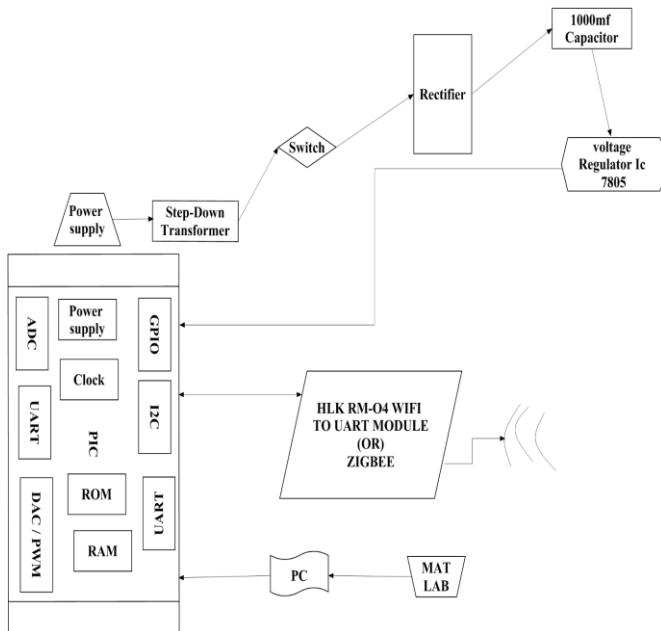 1000mf
Capacitor
Rectifier
Switch
voltage
Regulator Ic
7805
Power
supply
Step-Down
Transformer
ADC
Power
supply
GPIO
Clock
UART
I2C
PIC
HLK RM-O4 WIFI
TO UART MODULE
(OR)
ZIGBEE
ROM
UART
DAC / PWM
RAM
PC
MAT
LAB